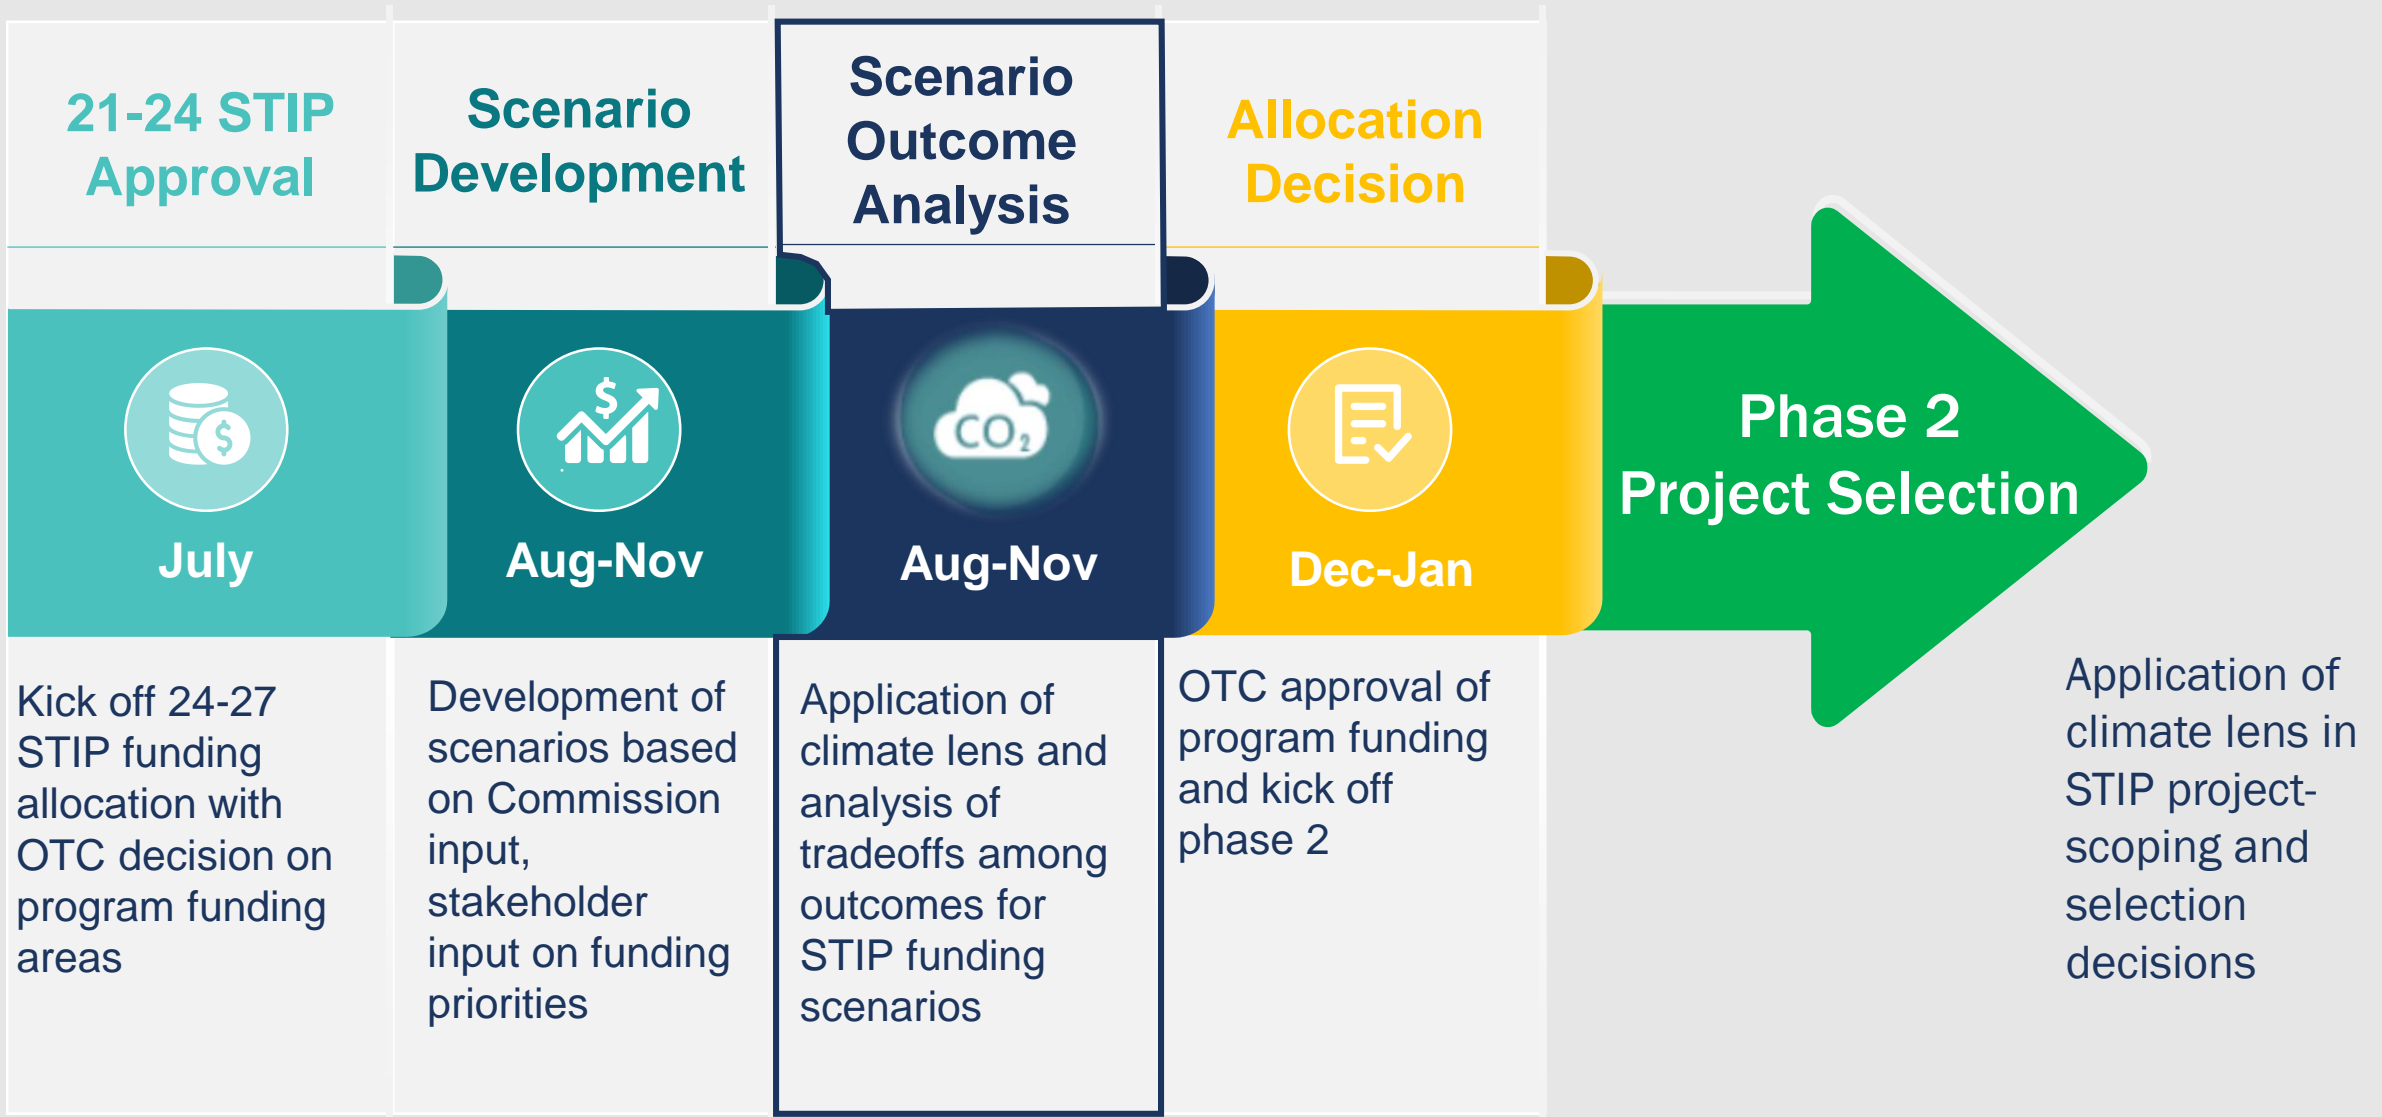 21-24 STIP
Approval
July
Kick off 24-27
STIP funding
allocation with
OTC decision on
program funding
areas
Scenario
Development
$
Aug-Nov
Development of
scenarios based
on Commission
input,
stakeholder
input on funding
priorities
Scenario
Outcome
Analysis
CO2
Aug-Nov
Application of
climate lens and
analysis of
tradeoffs among
outcomes for
STIP funding
scenarios
Allocation
Decision
Dec-Jan
OTC approval of
program funding
and kick off
phase 2
Phase 2
Project Selection
Application of
climate lens in
STIP project-
scoping and
selection
decisions